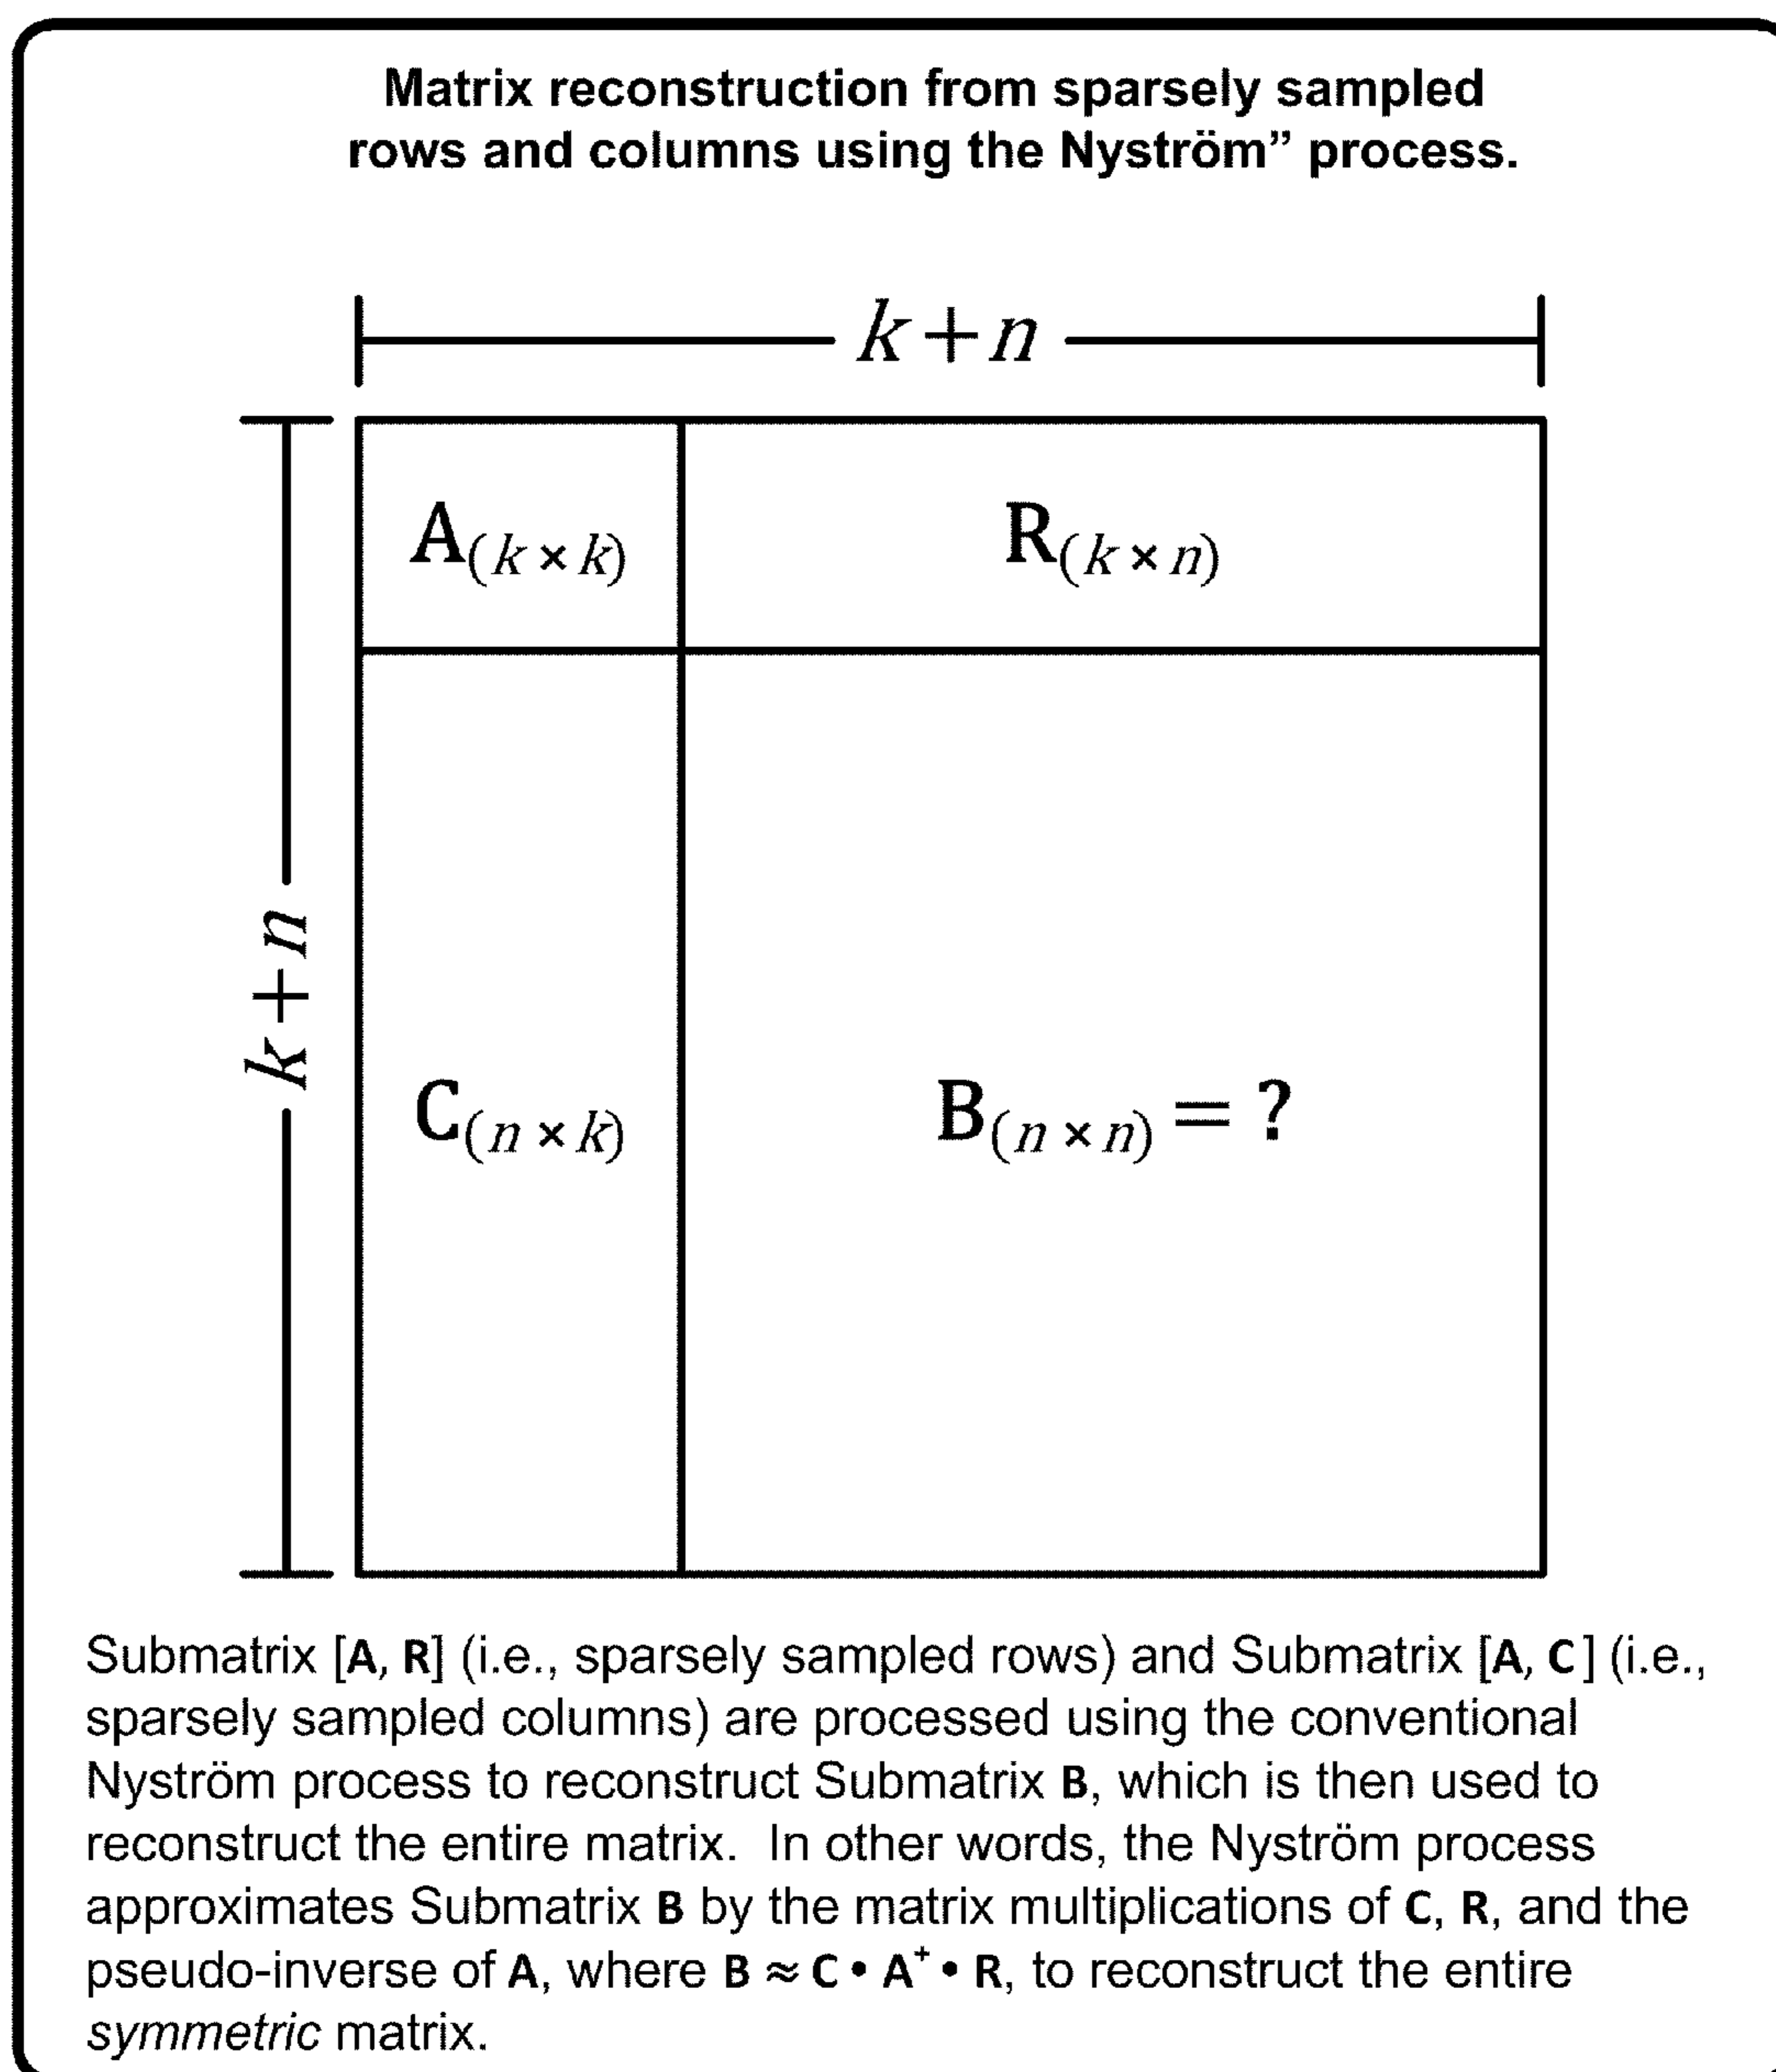 Matrix reconstruction from sparsely sampled
rows and columns using the Nyström” process.
k+n
A(k × k)
R(k × n)
k+n
C(n × k)
B(n × n) = ?
Submatrix [A, R] (i.e., sparsely sampled rows) and Submatrix [A, C] (i.e.,
sparsely sampled columns) are processed using the conventional
Nyström process to reconstruct Submatrix B, which is then used to
reconstruct the entire matrix. In other words, the Nyström process
approximates Submatrix B by the matrix multiplications of C, R, and the
pseudo-inverse of A, where B ≈ C • A⁺ • R, to reconstruct the entire
symmetric matrix.